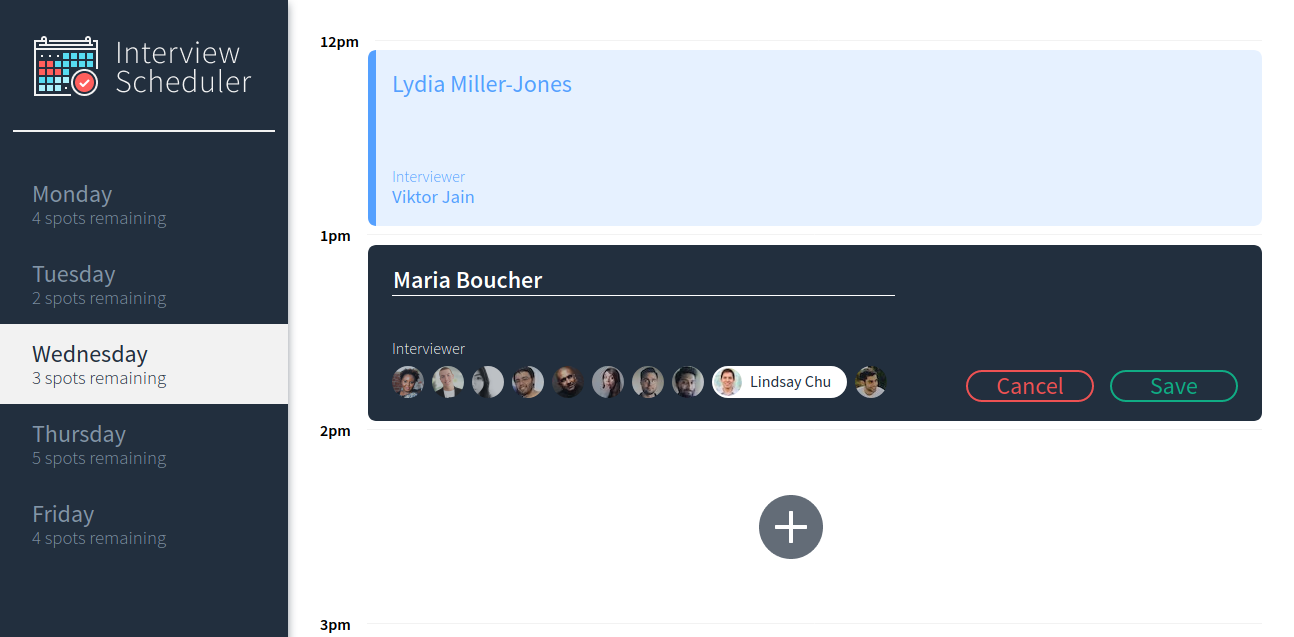 Interview
Scheduler
Monday
4 spots remaining
Tuesday
2 spots remaining
Wednesday
3 spots remaining
Thursday
5 spots remaining
Friday
4 spots remaining
12pm
Lydia Miller-Jones
Interviewer
Viktor Jain
1pm
Maria Boucher
Interviewer
Lindsay Chu
Cancel
Save
2pm
3pm